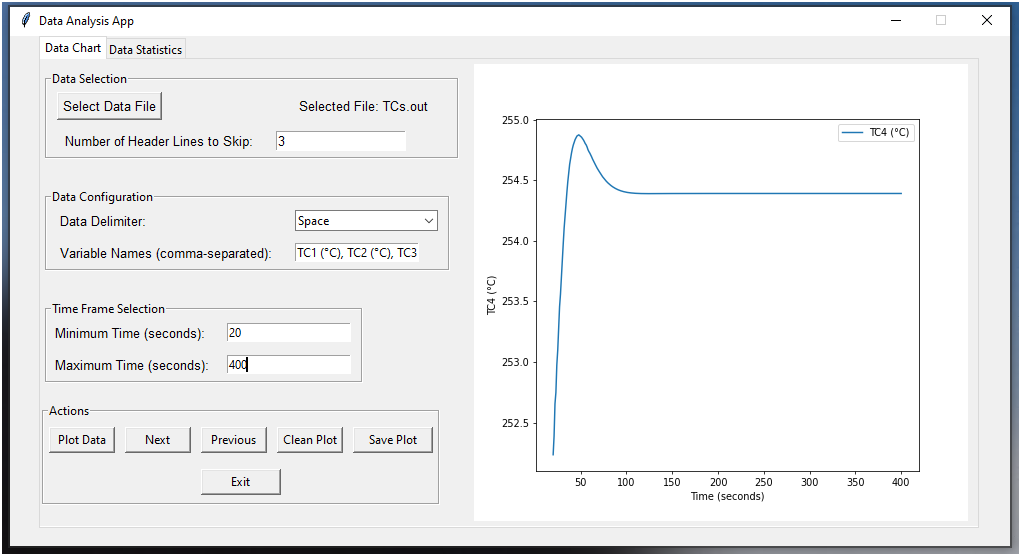 Data Analysis App
Data Chart Data Statistics
Data Selection
Select Data File Selected File: TCs.out
Number of Header Lines to Skip: 3
Data Configuration
Data Delimiter: Space
Variable Names (comma-separated): TC1 (°C), TC2 (°C), TC3
Time Frame Selection
Minimum Time (seconds): 20
Maximum Time (seconds): 400
Actions
Plot Data Next Previous Clean Plot Save Plot
Exit
TC4 (°C)
255.0
254.5
254.0
253.5
253.0
252.5
TC4 (°C)
50 100 150 200 250 300 350 400
Time (seconds)